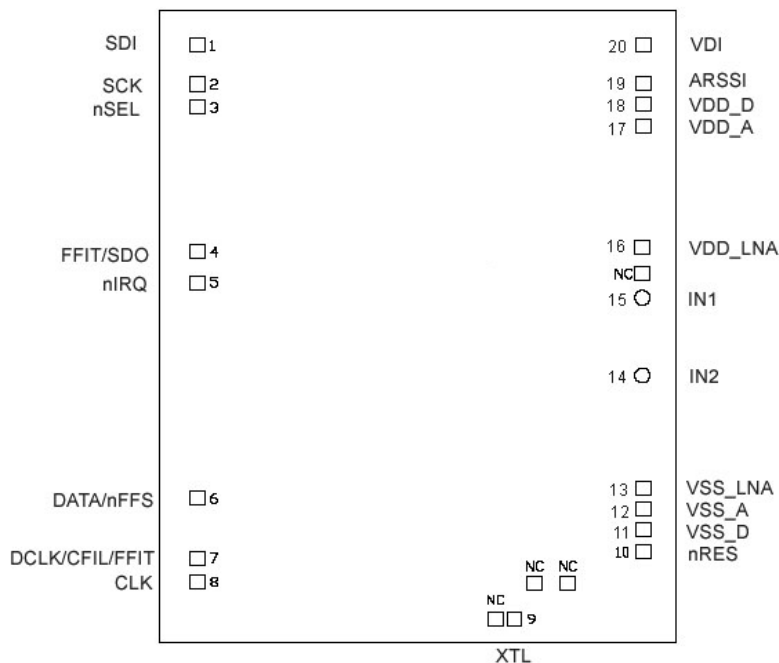 SDI 1 20 VDI
SCK 2 19 ARSSI
nSEL 3 18 VDD_D
17 VDD_A
FFIT/SDO 4 16 VDD_LNA
NC
nIRQ 5 15 IN1
14 IN2
DATA/nFFS 6 13 VSS_LNA
12 VSS_A
11 VSS_D
DCLK/CFIL/FFIT 7 10 nRES
CLK 8 NC NC
NC
9
XTL